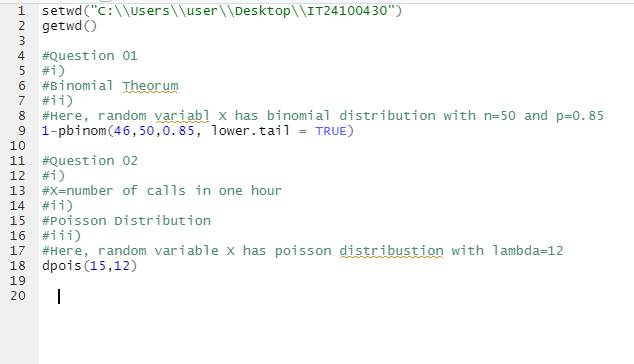 1 setwd("C:\\Users\\user\\Desktop\\IT24100430")
2 getwd()
3
4 #Question 01
5 #i)
6 #Binomial Theorum
7 #ii)
8 #Here, random variabl X has binomial distribution with n=50 and p=0.85
9 1-pbinom(46,50,0.85, lower.tail = TRUE)
10
11 #Question 02
12 #i)
13 #X=number of calls in one hour
14 #ii)
15 #Poisson Distribution
16 #iii)
17 #Here, random variable X has poisson distribustion with lambda=12
18 dpois(15,12)
19
20